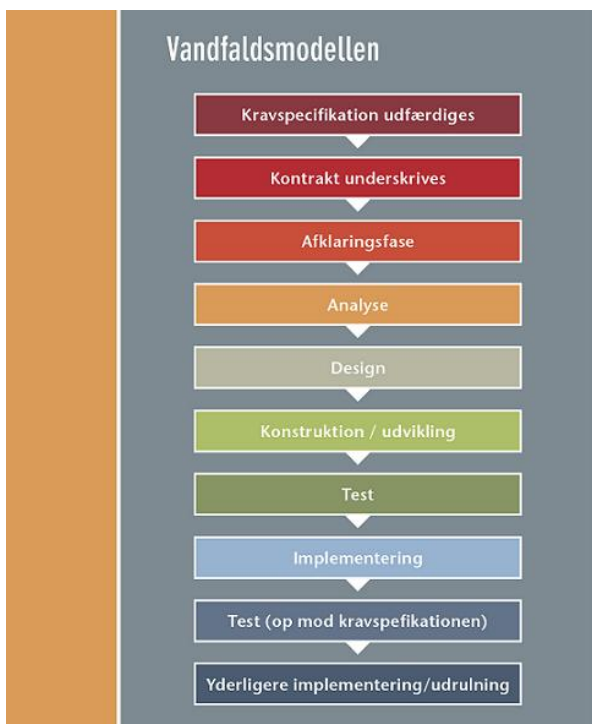 Vandfaldsmodellen
Kravspecifikation udfærdiges
Kontrakt underskrives
Afklaringsfase
Analyse
Design
Konstruktion / udvikling
Test
Implementering
Test (op mod kravspefikationen)
Yderligere implementering/udrulning